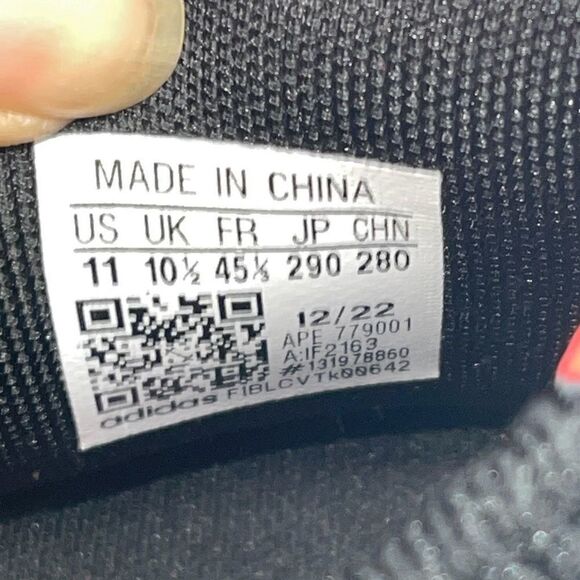 MADE IN CHINA
US UK FR JP CHN
11 10½ 45⅓ 290 280
12/22
APE 779001
A:IF2163
#131978860
adidas F1BLCVTk00642